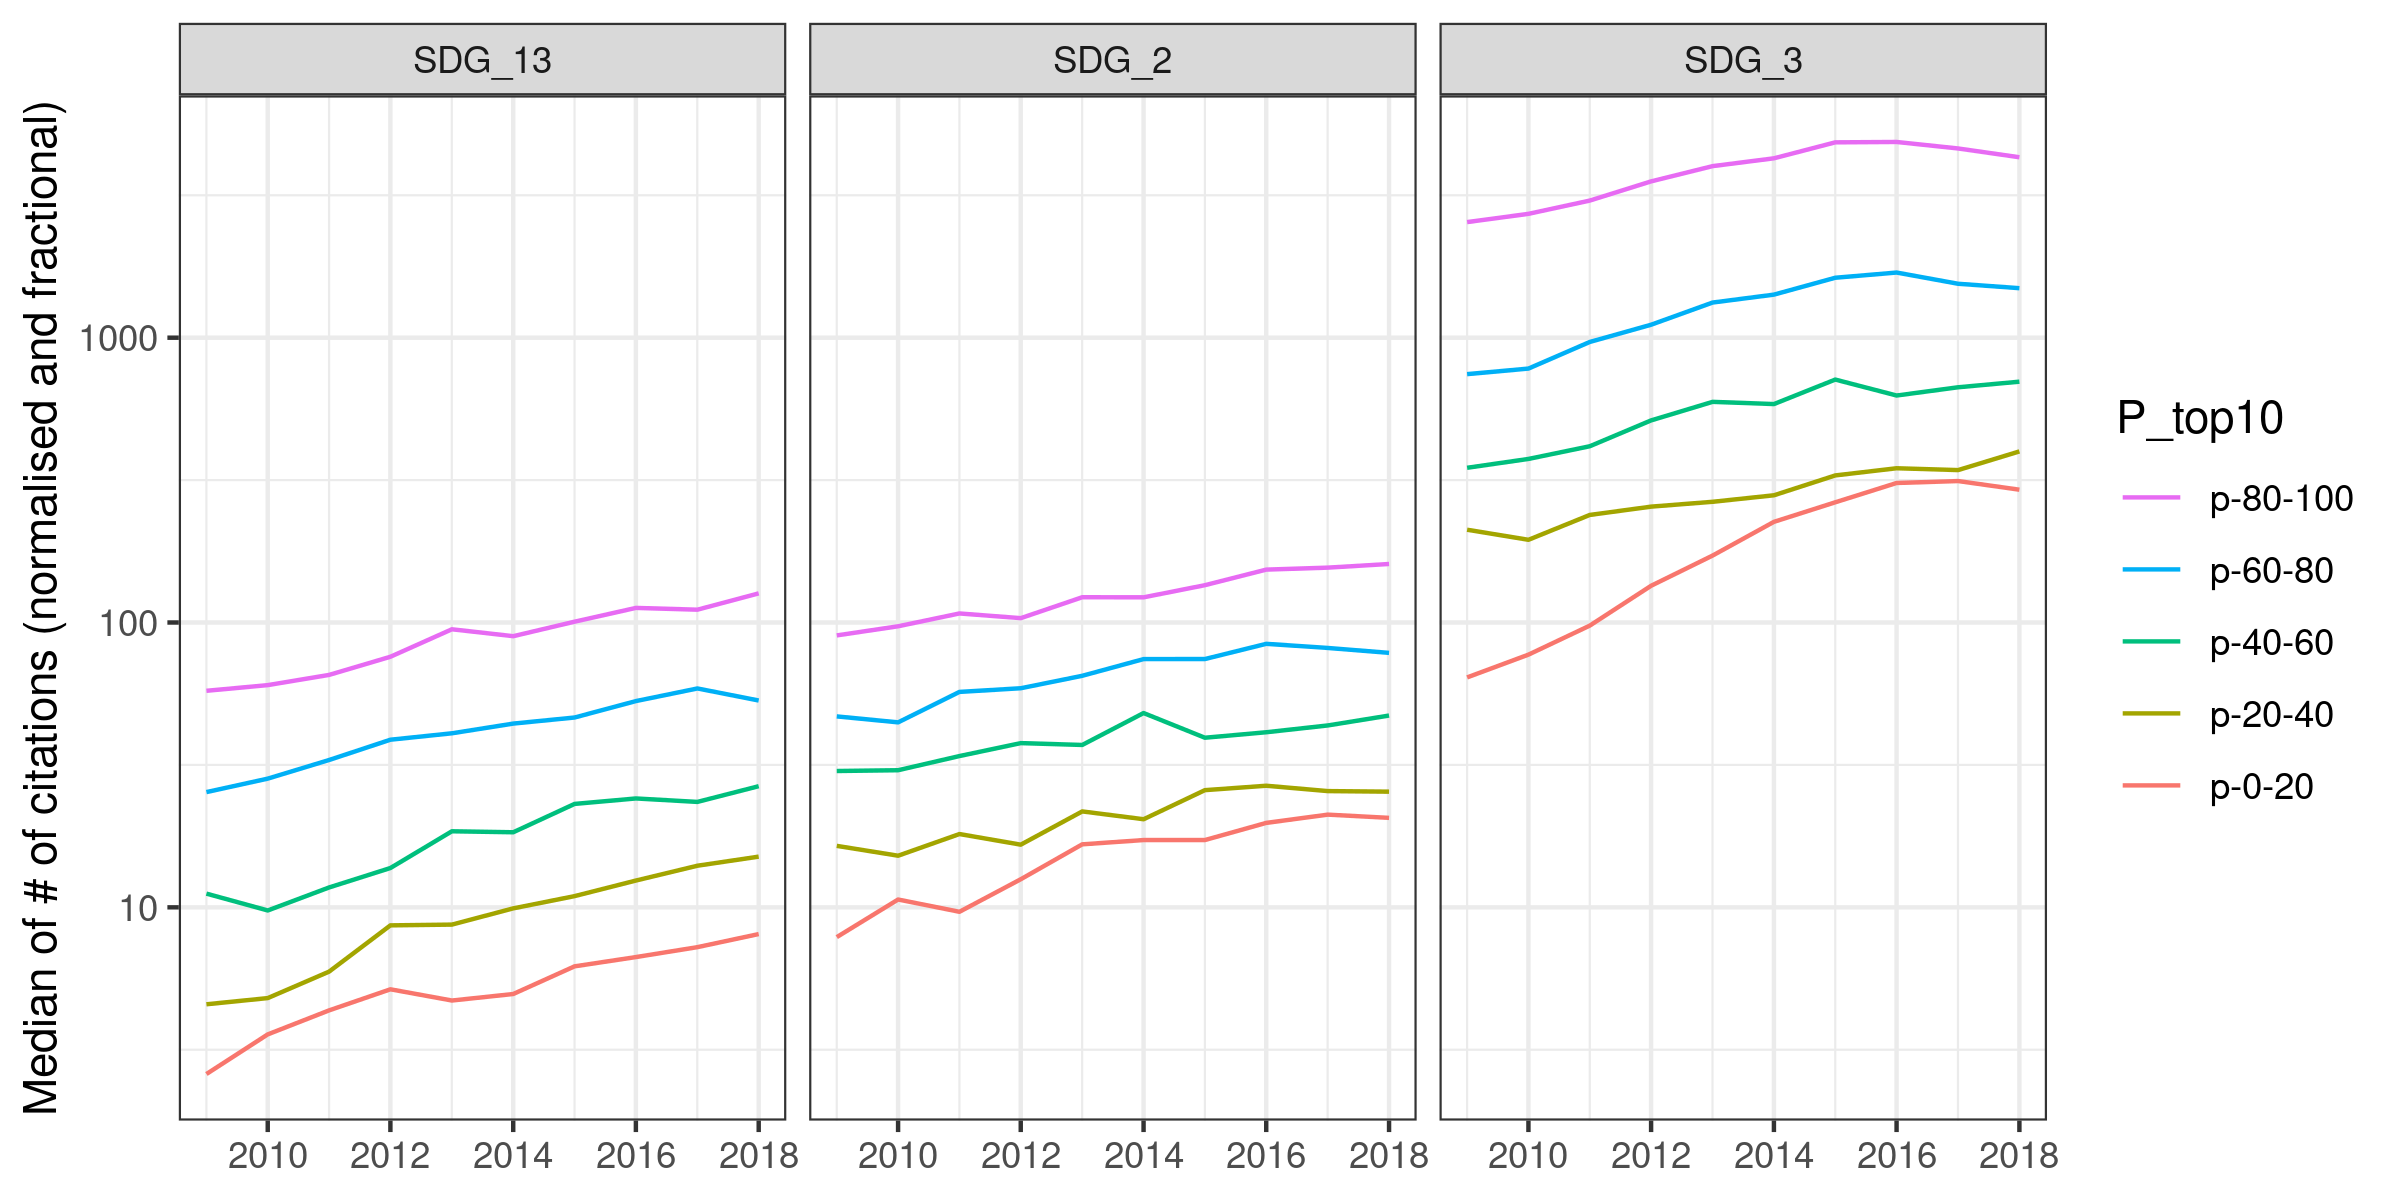 SDG_13
SDG_2
SDG_3
Median of # of citations (normalised and fractional)
1000
100
10
2010 2012 2014 2016 2018
2010 2012 2014 2016 2018
2010 2012 2014 2016 2018
P_top10
p-80-100
p-60-80
p-40-60
p-20-40
p-0-20